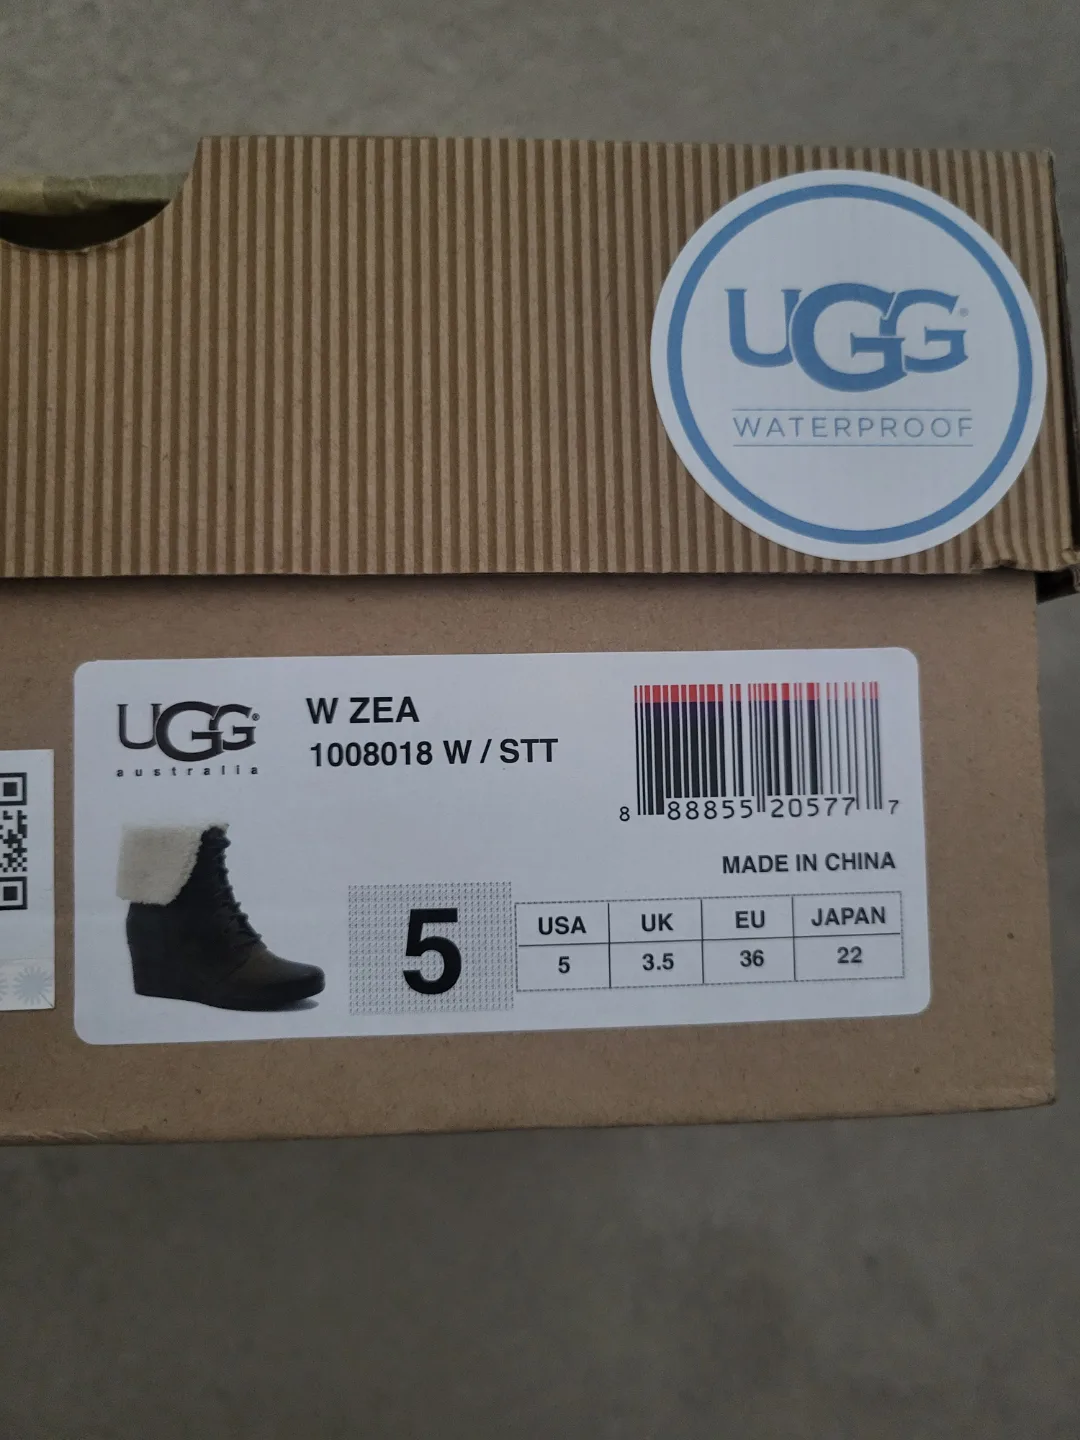 UGG®
WATERPROOF
UGG®
australia
W ZEA
1008018 W / STT
8 88855 20577 7
MADE IN CHINA
5
USA UK EU JAPAN
5 3.5 36 22